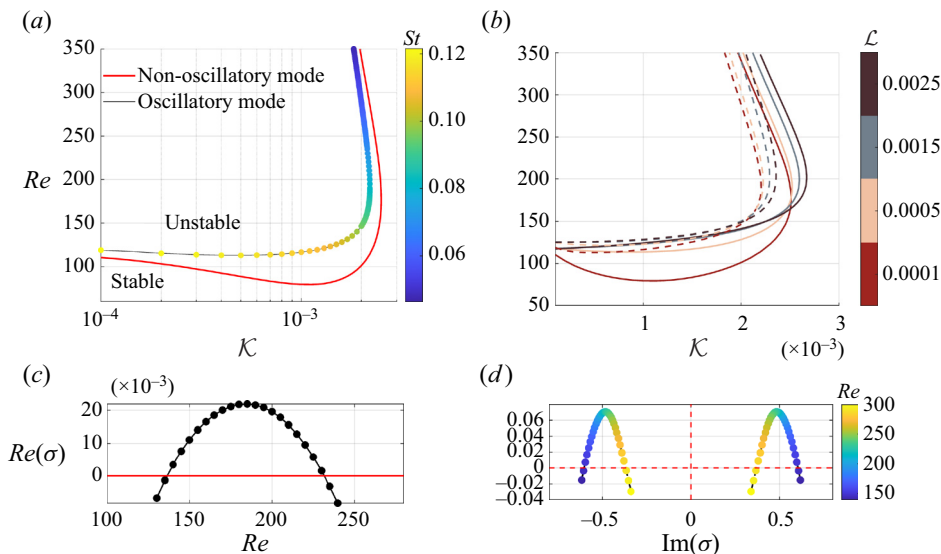 (a)
350
300
250
Re 200
150
100
Non-oscillatory mode
Oscillatory mode
Unstable
Stable
10⁻⁴ 10⁻³
𝒦
St
0.12
0.10
0.08
0.06
(b)
350
300
250
200
150
100
50
1 2 3
𝒦 (×10⁻³)
ℒ
0.0025
0.0015
0.0005
0.0001
(c)
(×10⁻³)
20
10
0
Re(σ)
100 150 200 250
Re
(d)
0.06
0.04
0.02
0
−0.02
−0.04
−0.5 0 0.5
Im(σ)
Re
300
250
200
150